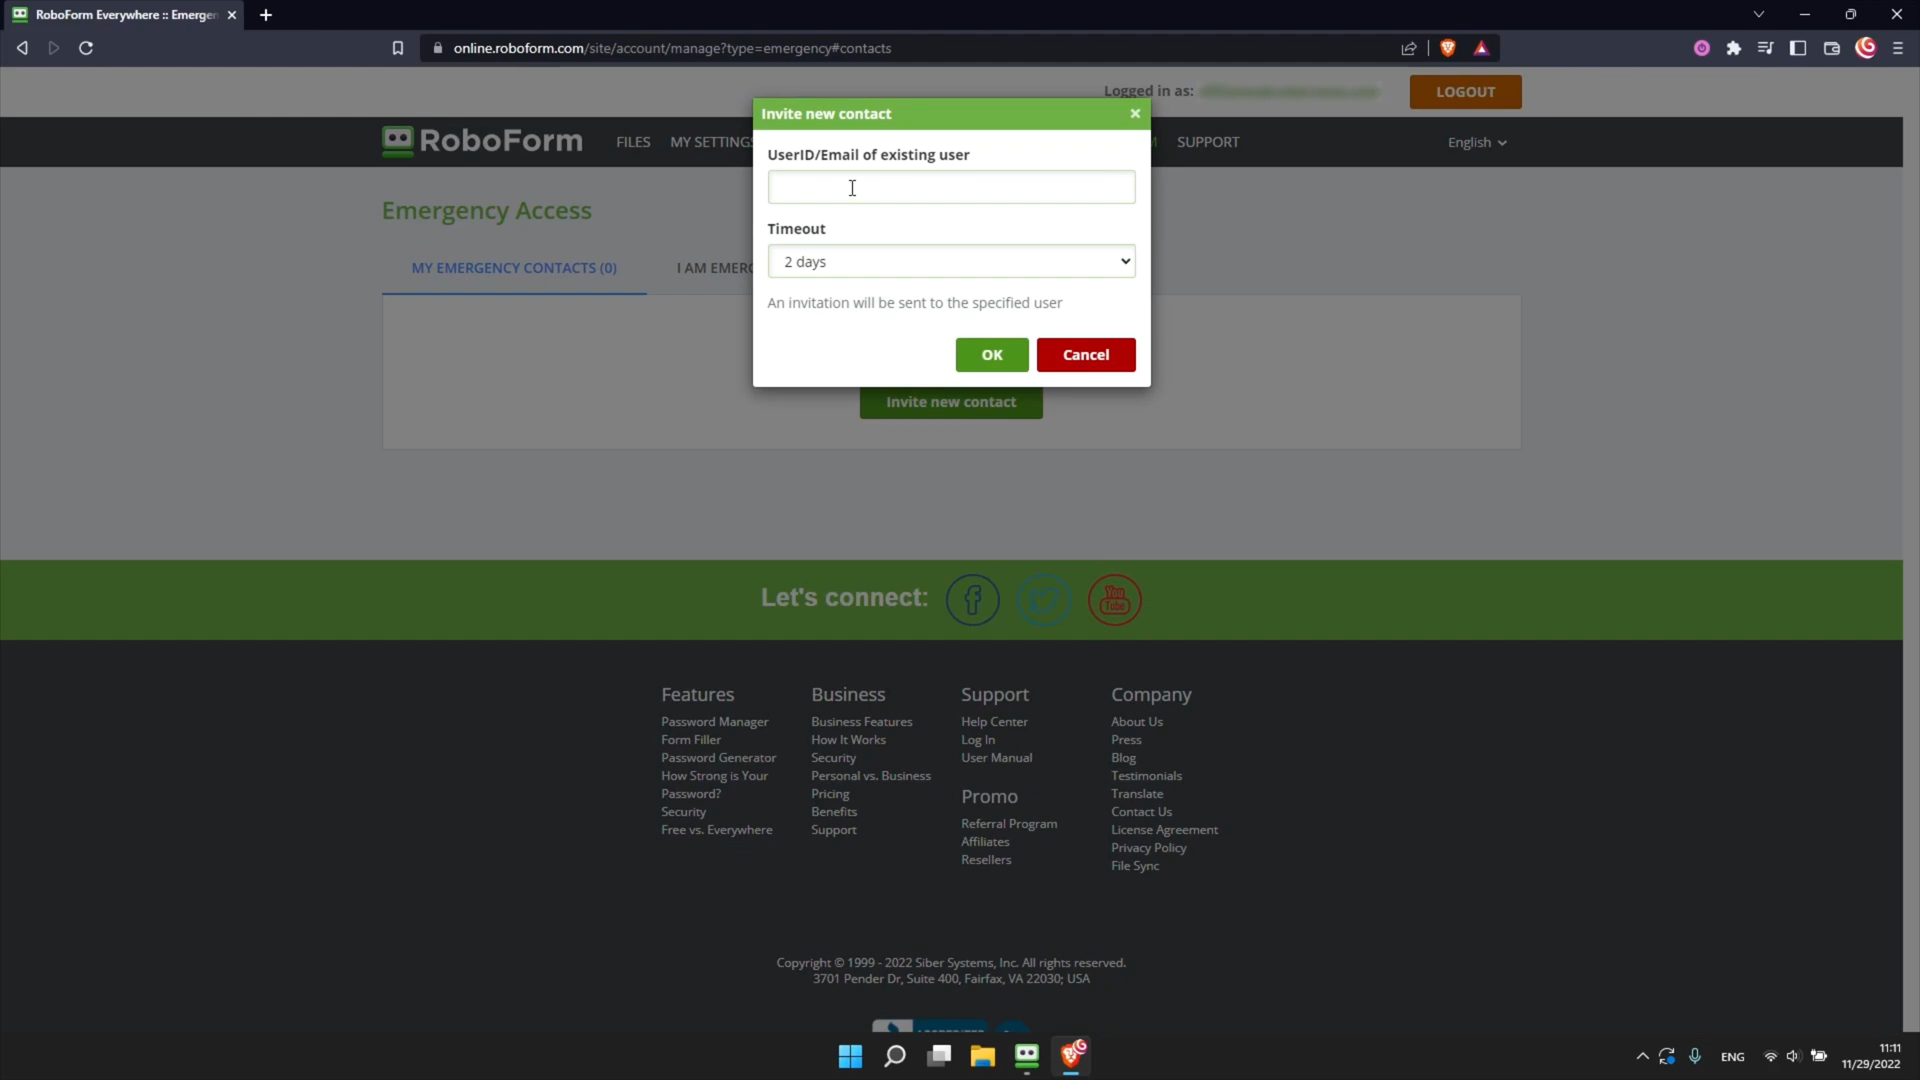 RoboForm Everywhere :: Emergen
online.roboform.com/site/account/manage?type=emergency#contacts
Logged in as:
LOGOUT
RoboForm
FILES
MY SETTINGS
SUPPORT
English
Invite new contact
UserID/Email of existing user
Timeout
2 days
An invitation will be sent to the specified user
OK
Cancel
Emergency Access
MY EMERGENCY CONTACTS (0)
I AM EMERG
Invite new contact
Let's connect:
You
Tube
Features
Password Manager
Form Filler
Password Generator
How Strong is Your
Password?
Security
Free vs. Everywhere
Business
Business Features
How It Works
Security
Personal vs. Business
Pricing
Benefits
Support
Support
Help Center
Log In
User Manual
Promo
Referral Program
Affiliates
Resellers
Company
About Us
Press
Blog
Testimonials
Translate
Contact Us
License Agreement
Privacy Policy
File Sync
Copyright © 1999 - 2022 Siber Systems, Inc. All rights reserved.
3701 Pender Dr, Suite 400, Fairfax, VA 22030; USA
ENG
11:11
11/29/2022